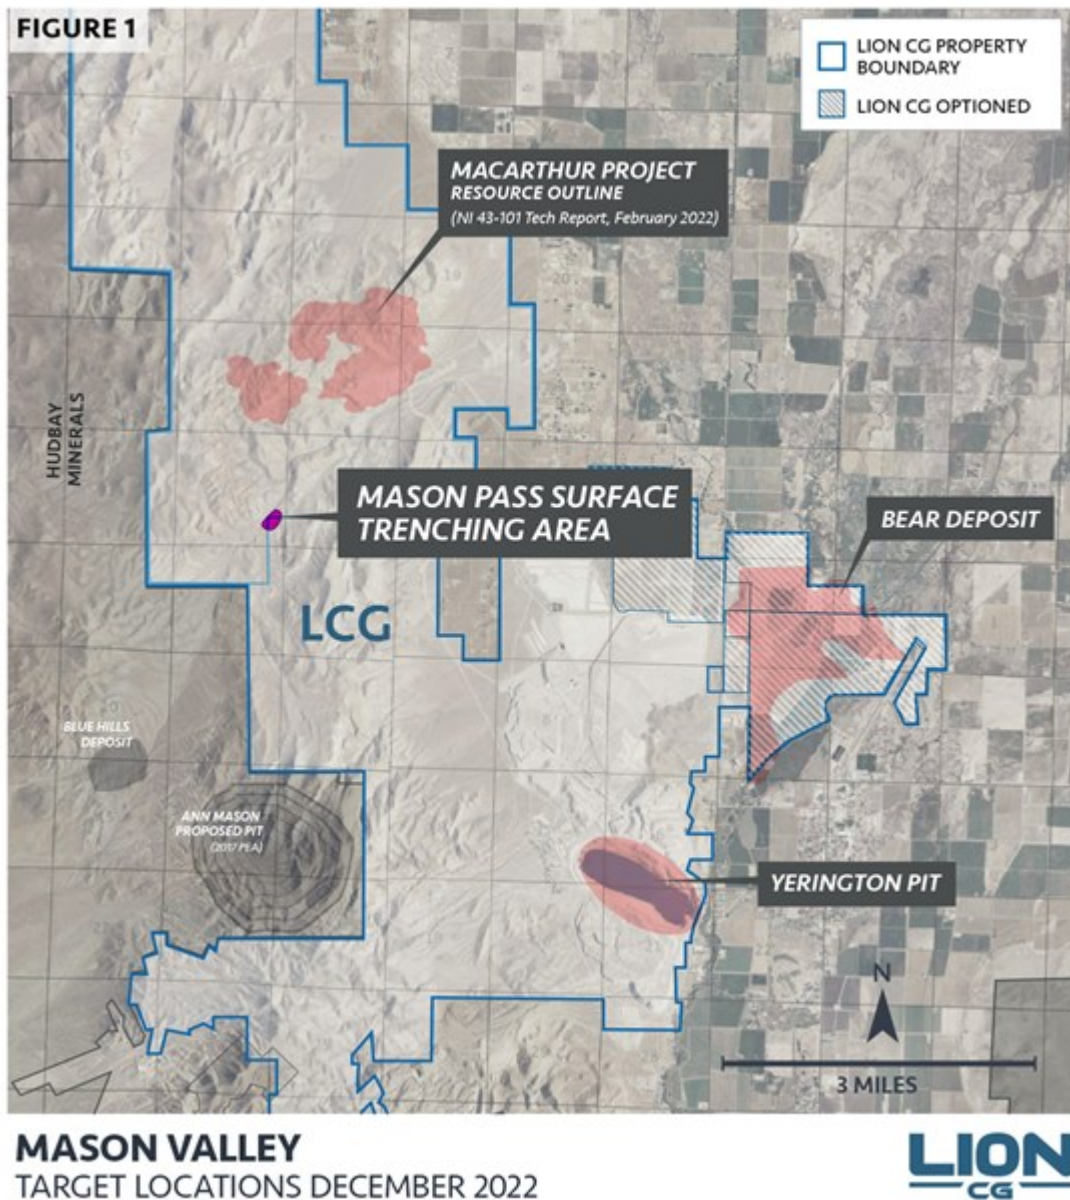 FIGURE 1
LION CG PROPERTY
BOUNDARY
LION CG OPTIONED
MACARTHUR PROJECT
RESOURCE OUTLINE
(NI 43-101 Tech Report, February 2022)
HUDBAY
MINERALS
MASON PASS SURFACE
TRENCHING AREA
BEAR DEPOSIT
LCG
BLUE HILLS
DEPOSIT
ANN MASON
PROPOSED PIT
(2017 PEA)
YERINGTON PIT
N
3 MILES
MASON VALLEY
TARGET LOCATIONS DECEMBER 2022
LION
CG